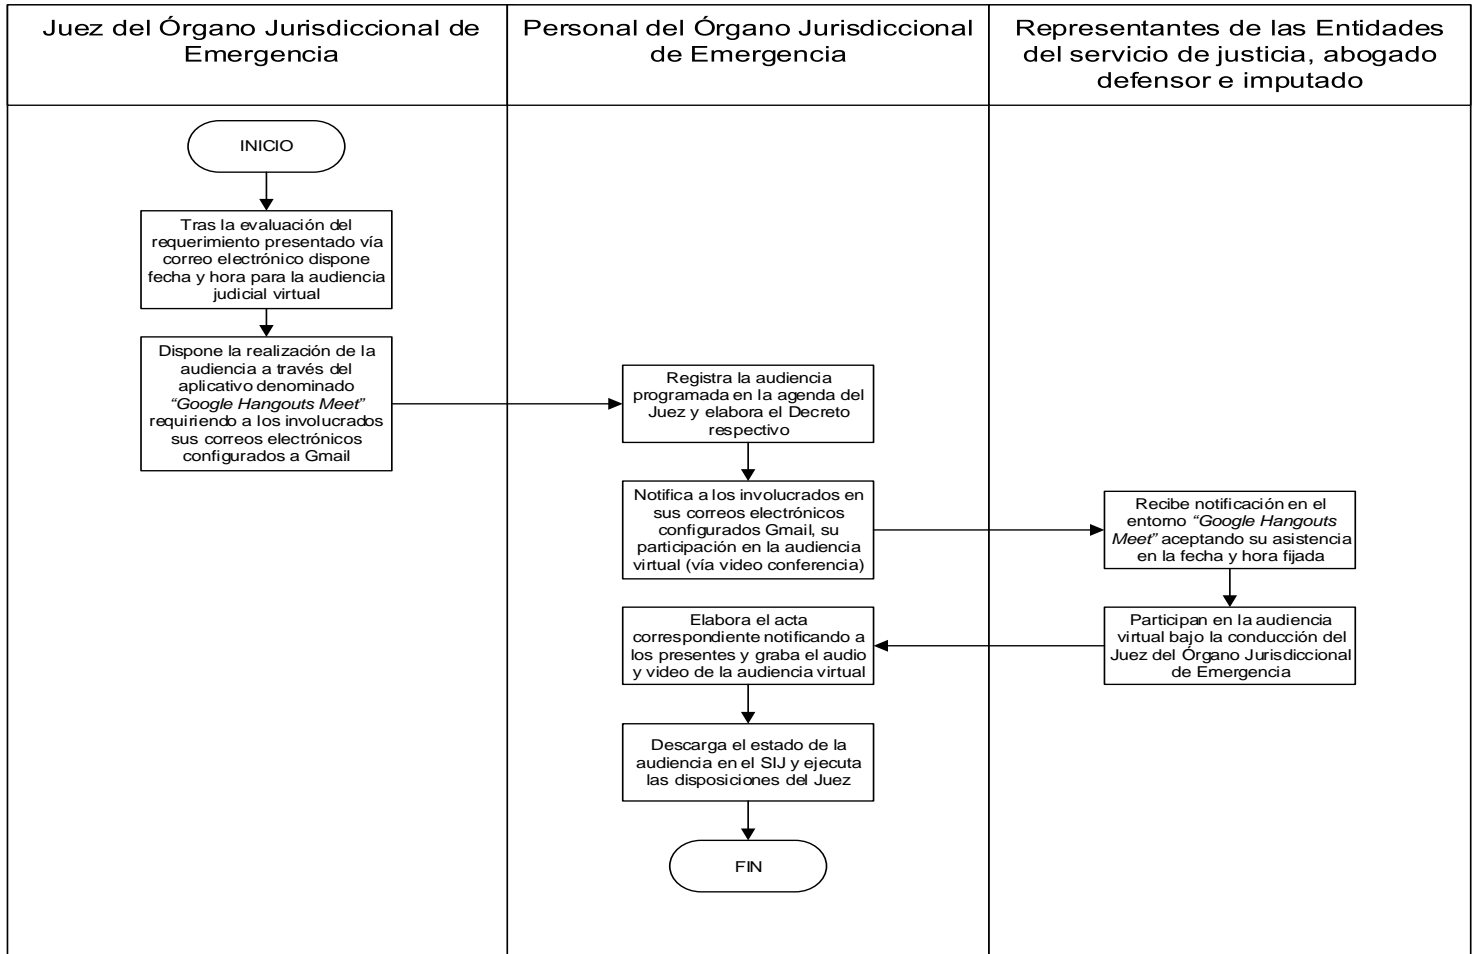 Juez del Órgano Jurisdiccional de
Emergencia
Personal del Órgano Jurisdiccional
de Emergencia
Representantes de las Entidades
del servicio de justicia, abogado
defensor e imputado
INICIO
Tras la evaluación del
requerimiento presentado vía
correo electrónico dispone
fecha y hora para la audiencia
judicial virtual
Dispone la realización de la
audiencia a través del
aplicativo denominado
“Google Hangouts Meet”
requiriendo a los involucrados
sus correos electrónicos
configurados a Gmail
Registra la audiencia
programada en la agenda del
Juez y elabora el Decreto
respectivo
Notifica a los involucrados en
sus correos electrónicos
configurados Gmail, su
participación en la audiencia
virtual (vía video conferencia)
Recibe notificación en el
entorno “Google Hangouts
Meet” aceptando su asistencia
en la fecha y hora fijada
Participan en la audiencia
virtual bajo la conducción del
Juez del Órgano Jurisdiccional
de Emergencia
Elabora el acta
correspondiente notificando a
los presentes y graba el audio
y video de la audiencia virtual
Descarga el estado de la
audiencia en el SIJ y ejecuta
las disposiciones del Juez
FIN